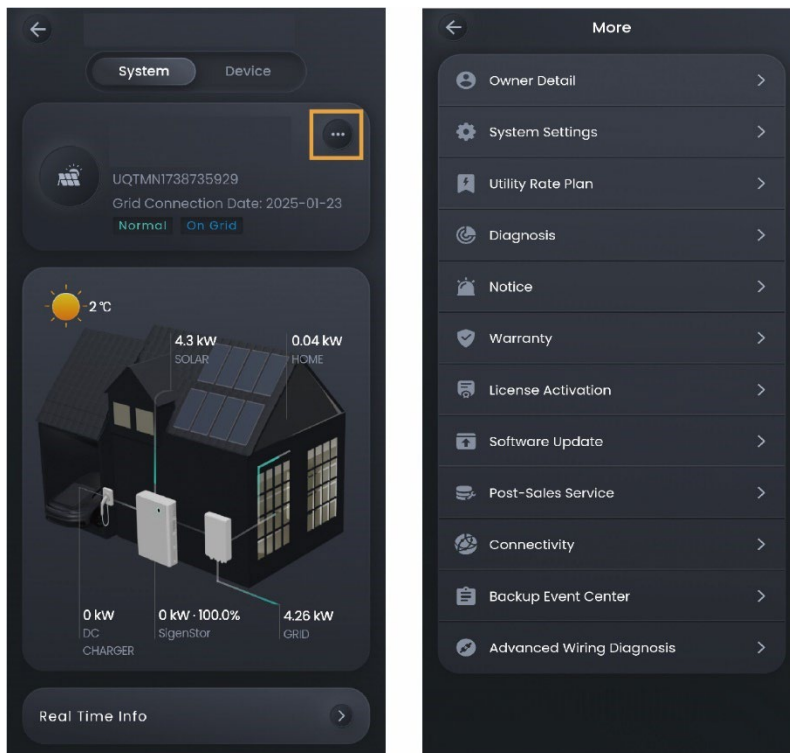 System
Device
UQTMN1738735929
Grid Connection Date: 2025-01-23
Normal
On Grid
-2 °C
4.3 kW
SOLAR
0.04 kW
HOME
0 kW
DC
CHARGER
0 kW · 100.0%
SigenStor
4.26 kW
GRID
Real Time Info
More
Owner Detail
System Settings
Utility Rate Plan
Diagnosis
Notice
Warranty
License Activation
Software Update
Post-Sales Service
Connectivity
Backup Event Center
Advanced Wiring Diagnosis